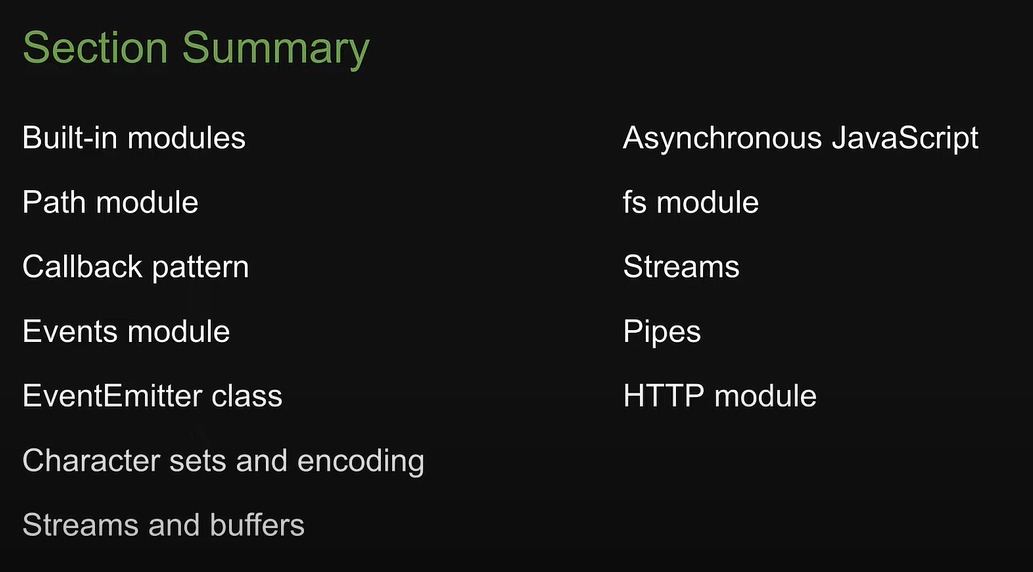 Section Summary
Built-in modules
Path module
Callback pattern
Events module
EventEmitter class
Character sets and encoding
Streams and buffers
Asynchronous JavaScript
fs module
Streams
Pipes
HTTP module